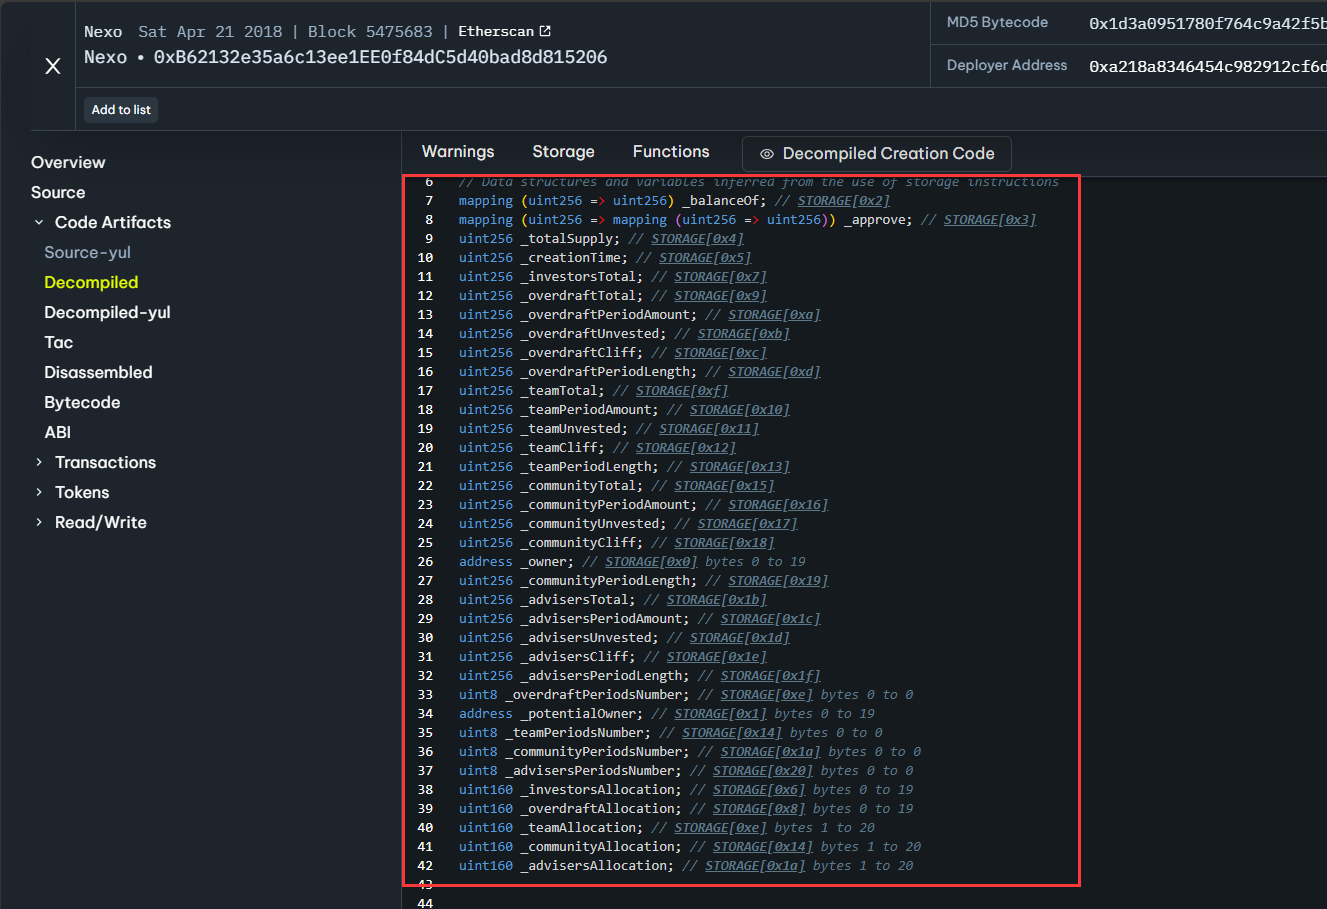 Nexo Sat Apr 21 2018 | Block 5475683 | Etherscan
Nexo • 0xB62132e35a6c13ee1EE0f84dC5d40bad8d815206
MD5 Bytecode 0x1d3a0951780f764c9a42f5b
Deployer Address 0xa218a8346454c982912cf6d
Add to list
Overview
Source
Code Artifacts
Source-yul
Decompiled
Decompiled-yul
Tac
Disassembled
Bytecode
ABI
Transactions
Tokens
Read/Write
Warnings Storage Functions Decompiled Creation Code
6 // Data structures and variables inferred from the use of storage instructions
7 mapping (uint256 => uint256) _balanceOf; // STORAGE[0x2]
8 mapping (uint256 => mapping (uint256 => uint256)) _approve; // STORAGE[0x3]
9 uint256 _totalSupply; // STORAGE[0x4]
10 uint256 _creationTime; // STORAGE[0x5]
11 uint256 _investorsTotal; // STORAGE[0x7]
12 uint256 _overdraftTotal; // STORAGE[0x9]
13 uint256 _overdraftPeriodAmount; // STORAGE[0xa]
14 uint256 _overdraftUnvested; // STORAGE[0xb]
15 uint256 _overdraftCliff; // STORAGE[0xc]
16 uint256 _overdraftPeriodLength; // STORAGE[0xd]
17 uint256 _teamTotal; // STORAGE[0xf]
18 uint256 _teamPeriodAmount; // STORAGE[0x10]
19 uint256 _teamUnvested; // STORAGE[0x11]
20 uint256 _teamCliff; // STORAGE[0x12]
21 uint256 _teamPeriodLength; // STORAGE[0x13]
22 uint256 _communityTotal; // STORAGE[0x15]
23 uint256 _communityPeriodAmount; // STORAGE[0x16]
24 uint256 _communityUnvested; // STORAGE[0x17]
25 uint256 _communityCliff; // STORAGE[0x18]
26 address _owner; // STORAGE[0x0] bytes 0 to 19
27 uint256 _communityPeriodLength; // STORAGE[0x19]
28 uint256 _advisersTotal; // STORAGE[0x1b]
29 uint256 _advisersPeriodAmount; // STORAGE[0x1c]
30 uint256 _advisersUnvested; // STORAGE[0x1d]
31 uint256 _advisersCliff; // STORAGE[0x1e]
32 uint256 _advisersPeriodLength; // STORAGE[0x1f]
33 uint8 _overdraftPeriodsNumber; // STORAGE[0xe] bytes 0 to 0
34 address _potentialOwner; // STORAGE[0x1] bytes 0 to 19
35 uint8 _teamPeriodsNumber; // STORAGE[0x14] bytes 0 to 0
36 uint8 _communityPeriodsNumber; // STORAGE[0x1a] bytes 0 to 0
37 uint8 _advisersPeriodsNumber; // STORAGE[0x20] bytes 0 to 0
38 uint160 _investorsAllocation; // STORAGE[0x6] bytes 0 to 19
39 uint160 _overdraftAllocation; // STORAGE[0x8] bytes 0 to 19
40 uint160 _teamAllocation; // STORAGE[0xe] bytes 1 to 20
41 uint160 _communityAllocation; // STORAGE[0x14] bytes 1 to 20
42 uint160 _advisersAllocation; // STORAGE[0x1a] bytes 1 to 20
43
44